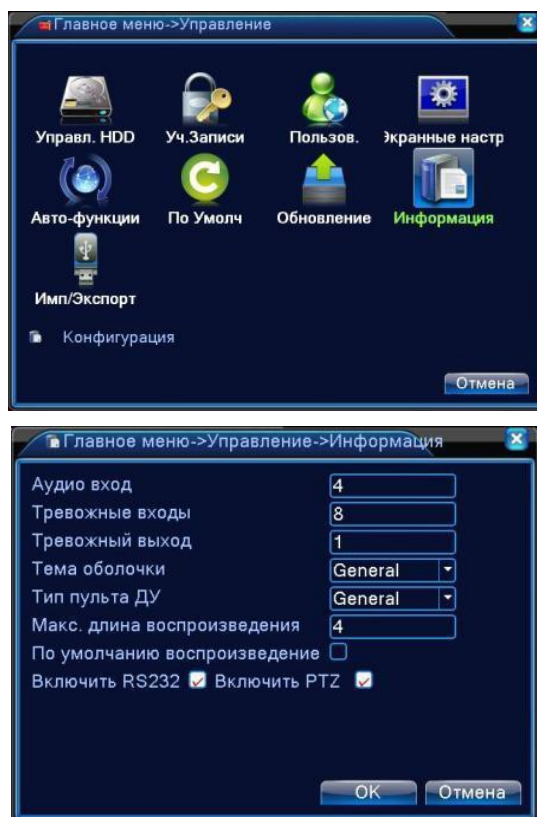 Главное меню->Управление
Управл. HDD Уч.Записи Пользов. Экранные настр
Авто-функции По Умолч Обновление Информация
Имп/Экспорт
Конфигурация
Отмена
Главное меню->Управление->Информация
Аудио вход 4
Тревожные входы 8
Тревожный выход 1
Тема оболочки General
Тип пульта ДУ General
Макс. длина воспроизведения 4
По умолчанию воспроизведение
Включить RS232 Включить PTZ
OK Отмена